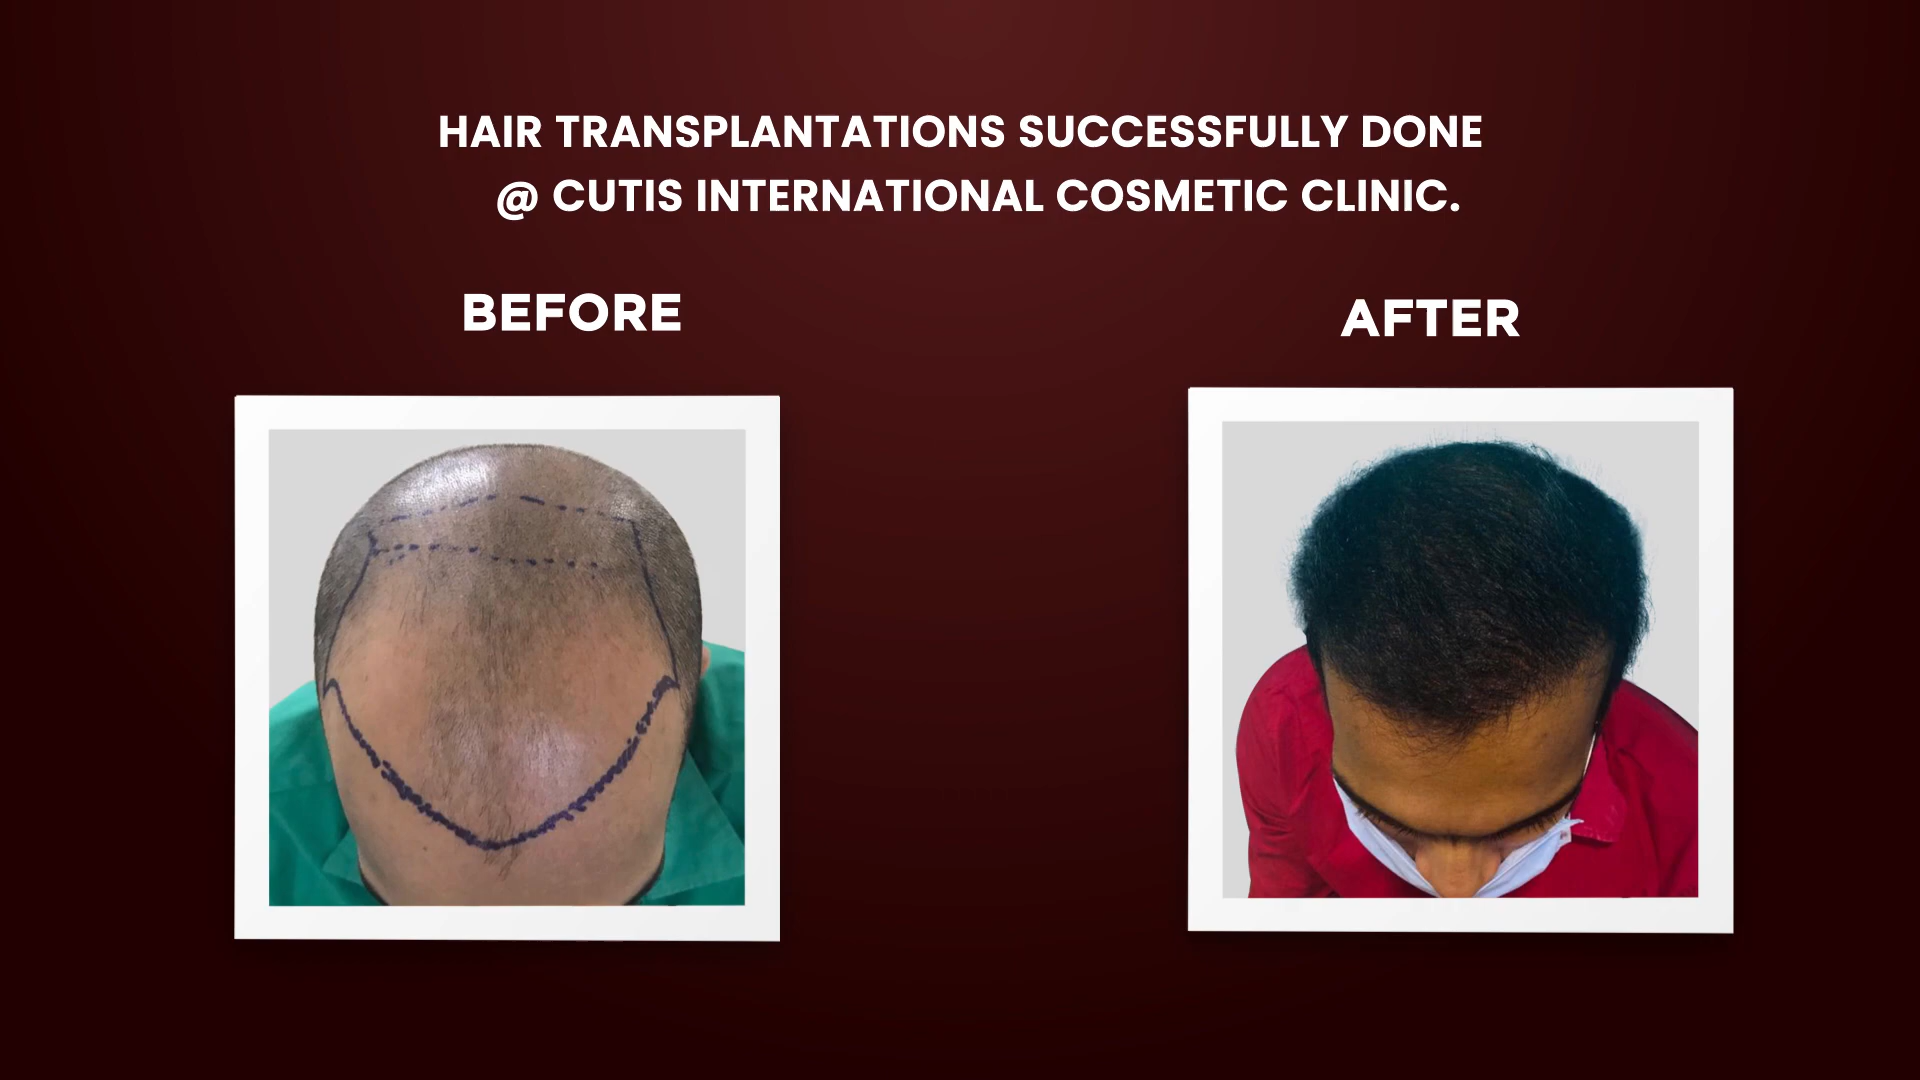 HAIR TRANSPLANTATIONS SUCCESSFULLY DONE
@ CUTIS INTERNATIONAL COSMETIC CLINIC.
BEFORE
AFTER